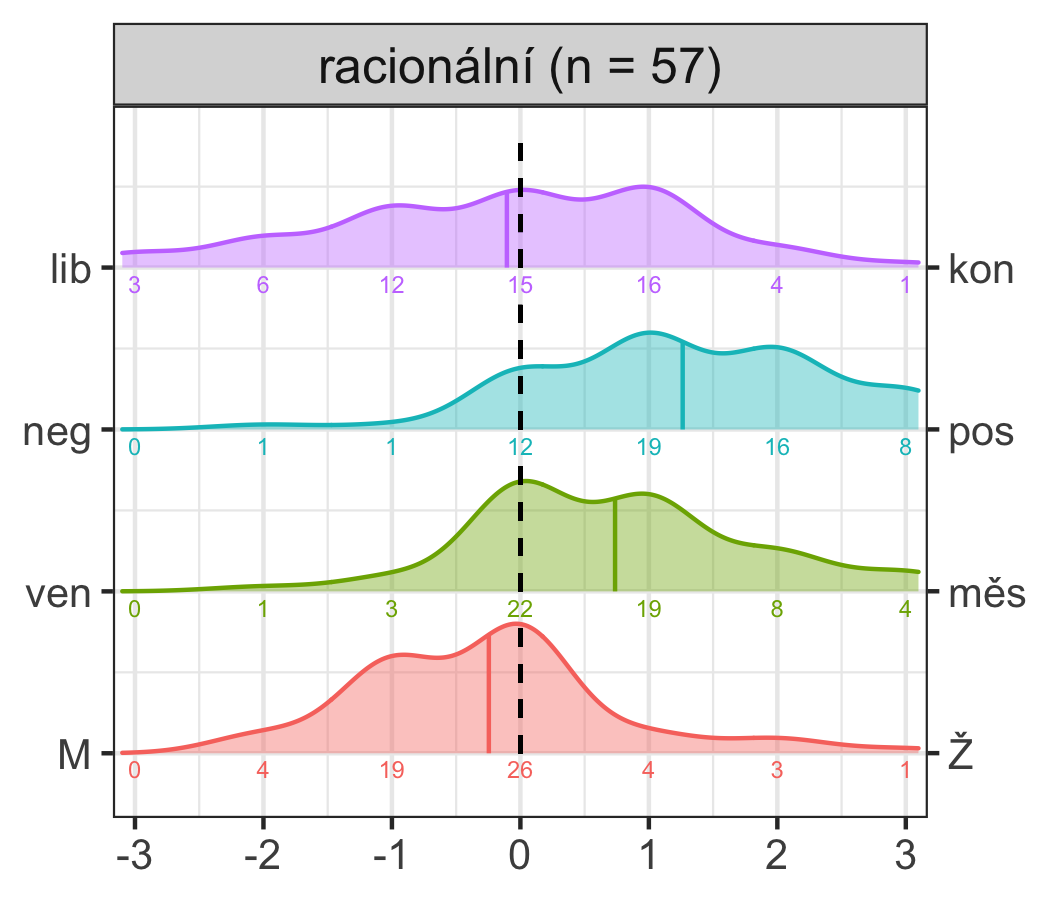 racionální (n = 57)
lib kon
3 6 12 15 16 4 1
neg pos
0 1 1 12 19 16 8
ven měs
0 1 3 22 19 8 4
M Ž
0 4 19 26 4 3 1
-3 -2 -1 0 1 2 3